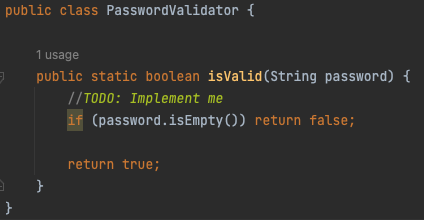 public class PasswordValidator {
1 usage
public static boolean isValid(String password) {
//TODO: Implement me
if (password.isEmpty()) return false;
return true;
}
}